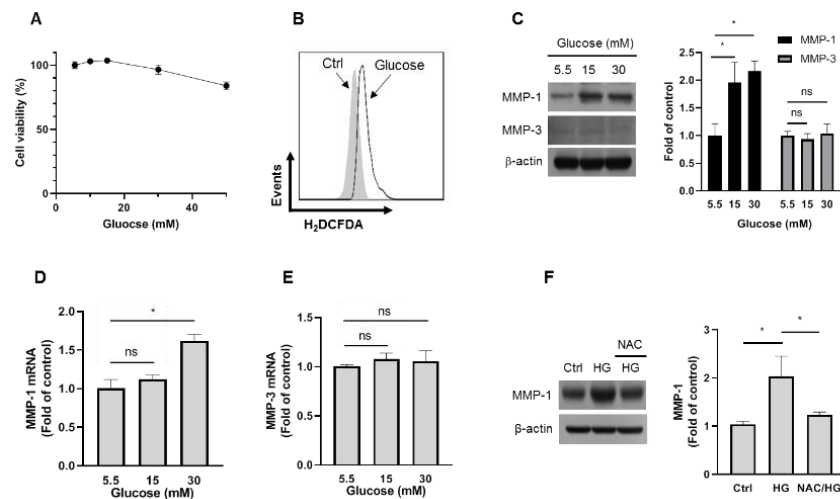 A
Cell viability (%)
100
50
0
0
20
40
Gluocse (mM)
B
Ctrl
Glucose
Events
H₂DCFDA
C
Glucose (mM)
5.5 15 30
MMP-1
MMP-3
β-actin
Fold of control
2.5
2.0
1.5
1.0
0.5
0.0
*
*
ns
ns
MMP-1
MMP-3
5.5 15 30 5.5 15 30
Glucose (mM)
D
MMP-1 mRNA
(Fold of control)
2.0
1.5
1.0
0.5
0.0
*
ns
5.5 15 30
Glucose (mM)
E
MMP-3 mRNA
(Fold of control)
1.5
1.0
0.5
0.0
ns
ns
5.5 15 30
Glucose (mM)
F
NAC
Ctrl HG HG
MMP-1
β-actin
MMP-1
(Fold of control)
3
2
1
0
* *
Ctrl HG NAC/HG